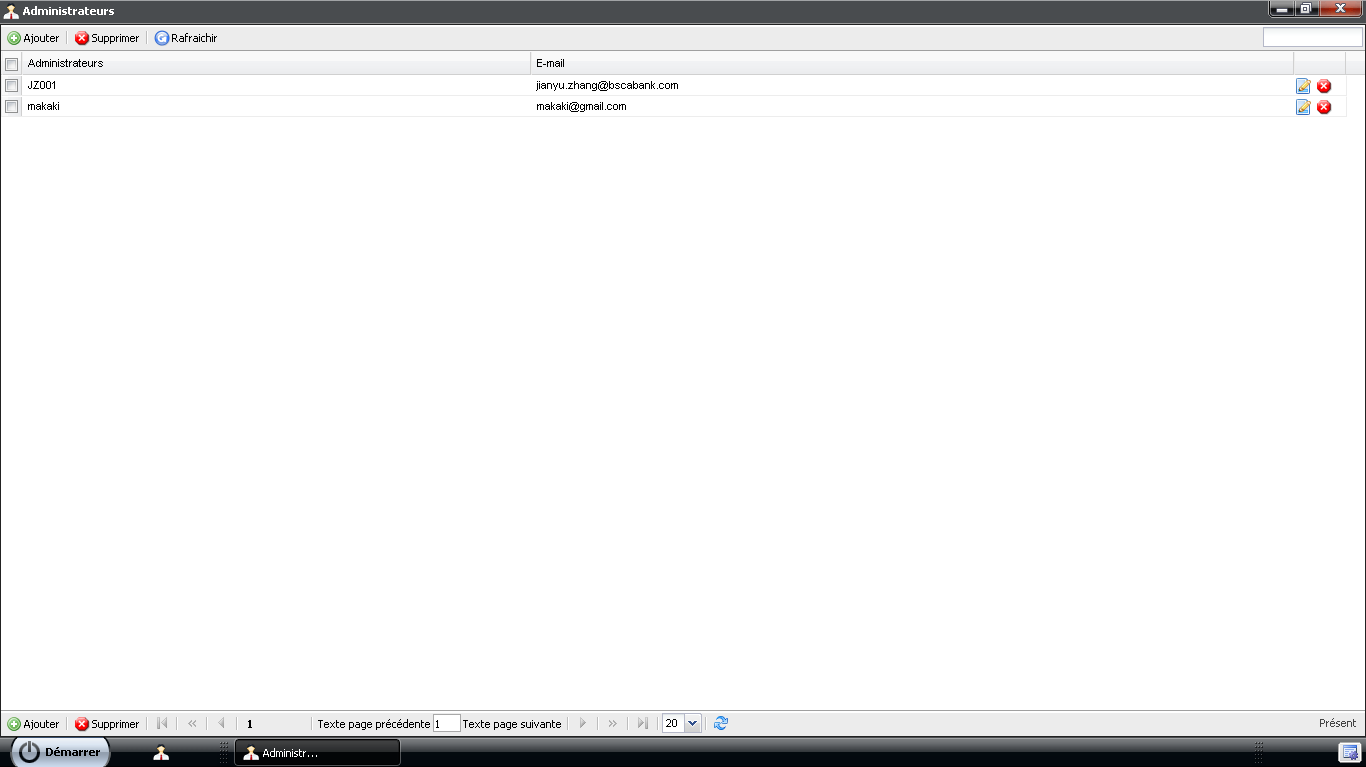 Administrateurs
Ajouter Supprimer Rafraichir
Administrateurs E-mail
JZ001 jianyu.zhang@bscabank.com
makaki makaki@gmail.com
Ajouter Supprimer 1 Texte page précédente 1 Texte page suivante 20 Présent
Démarrer Administr...